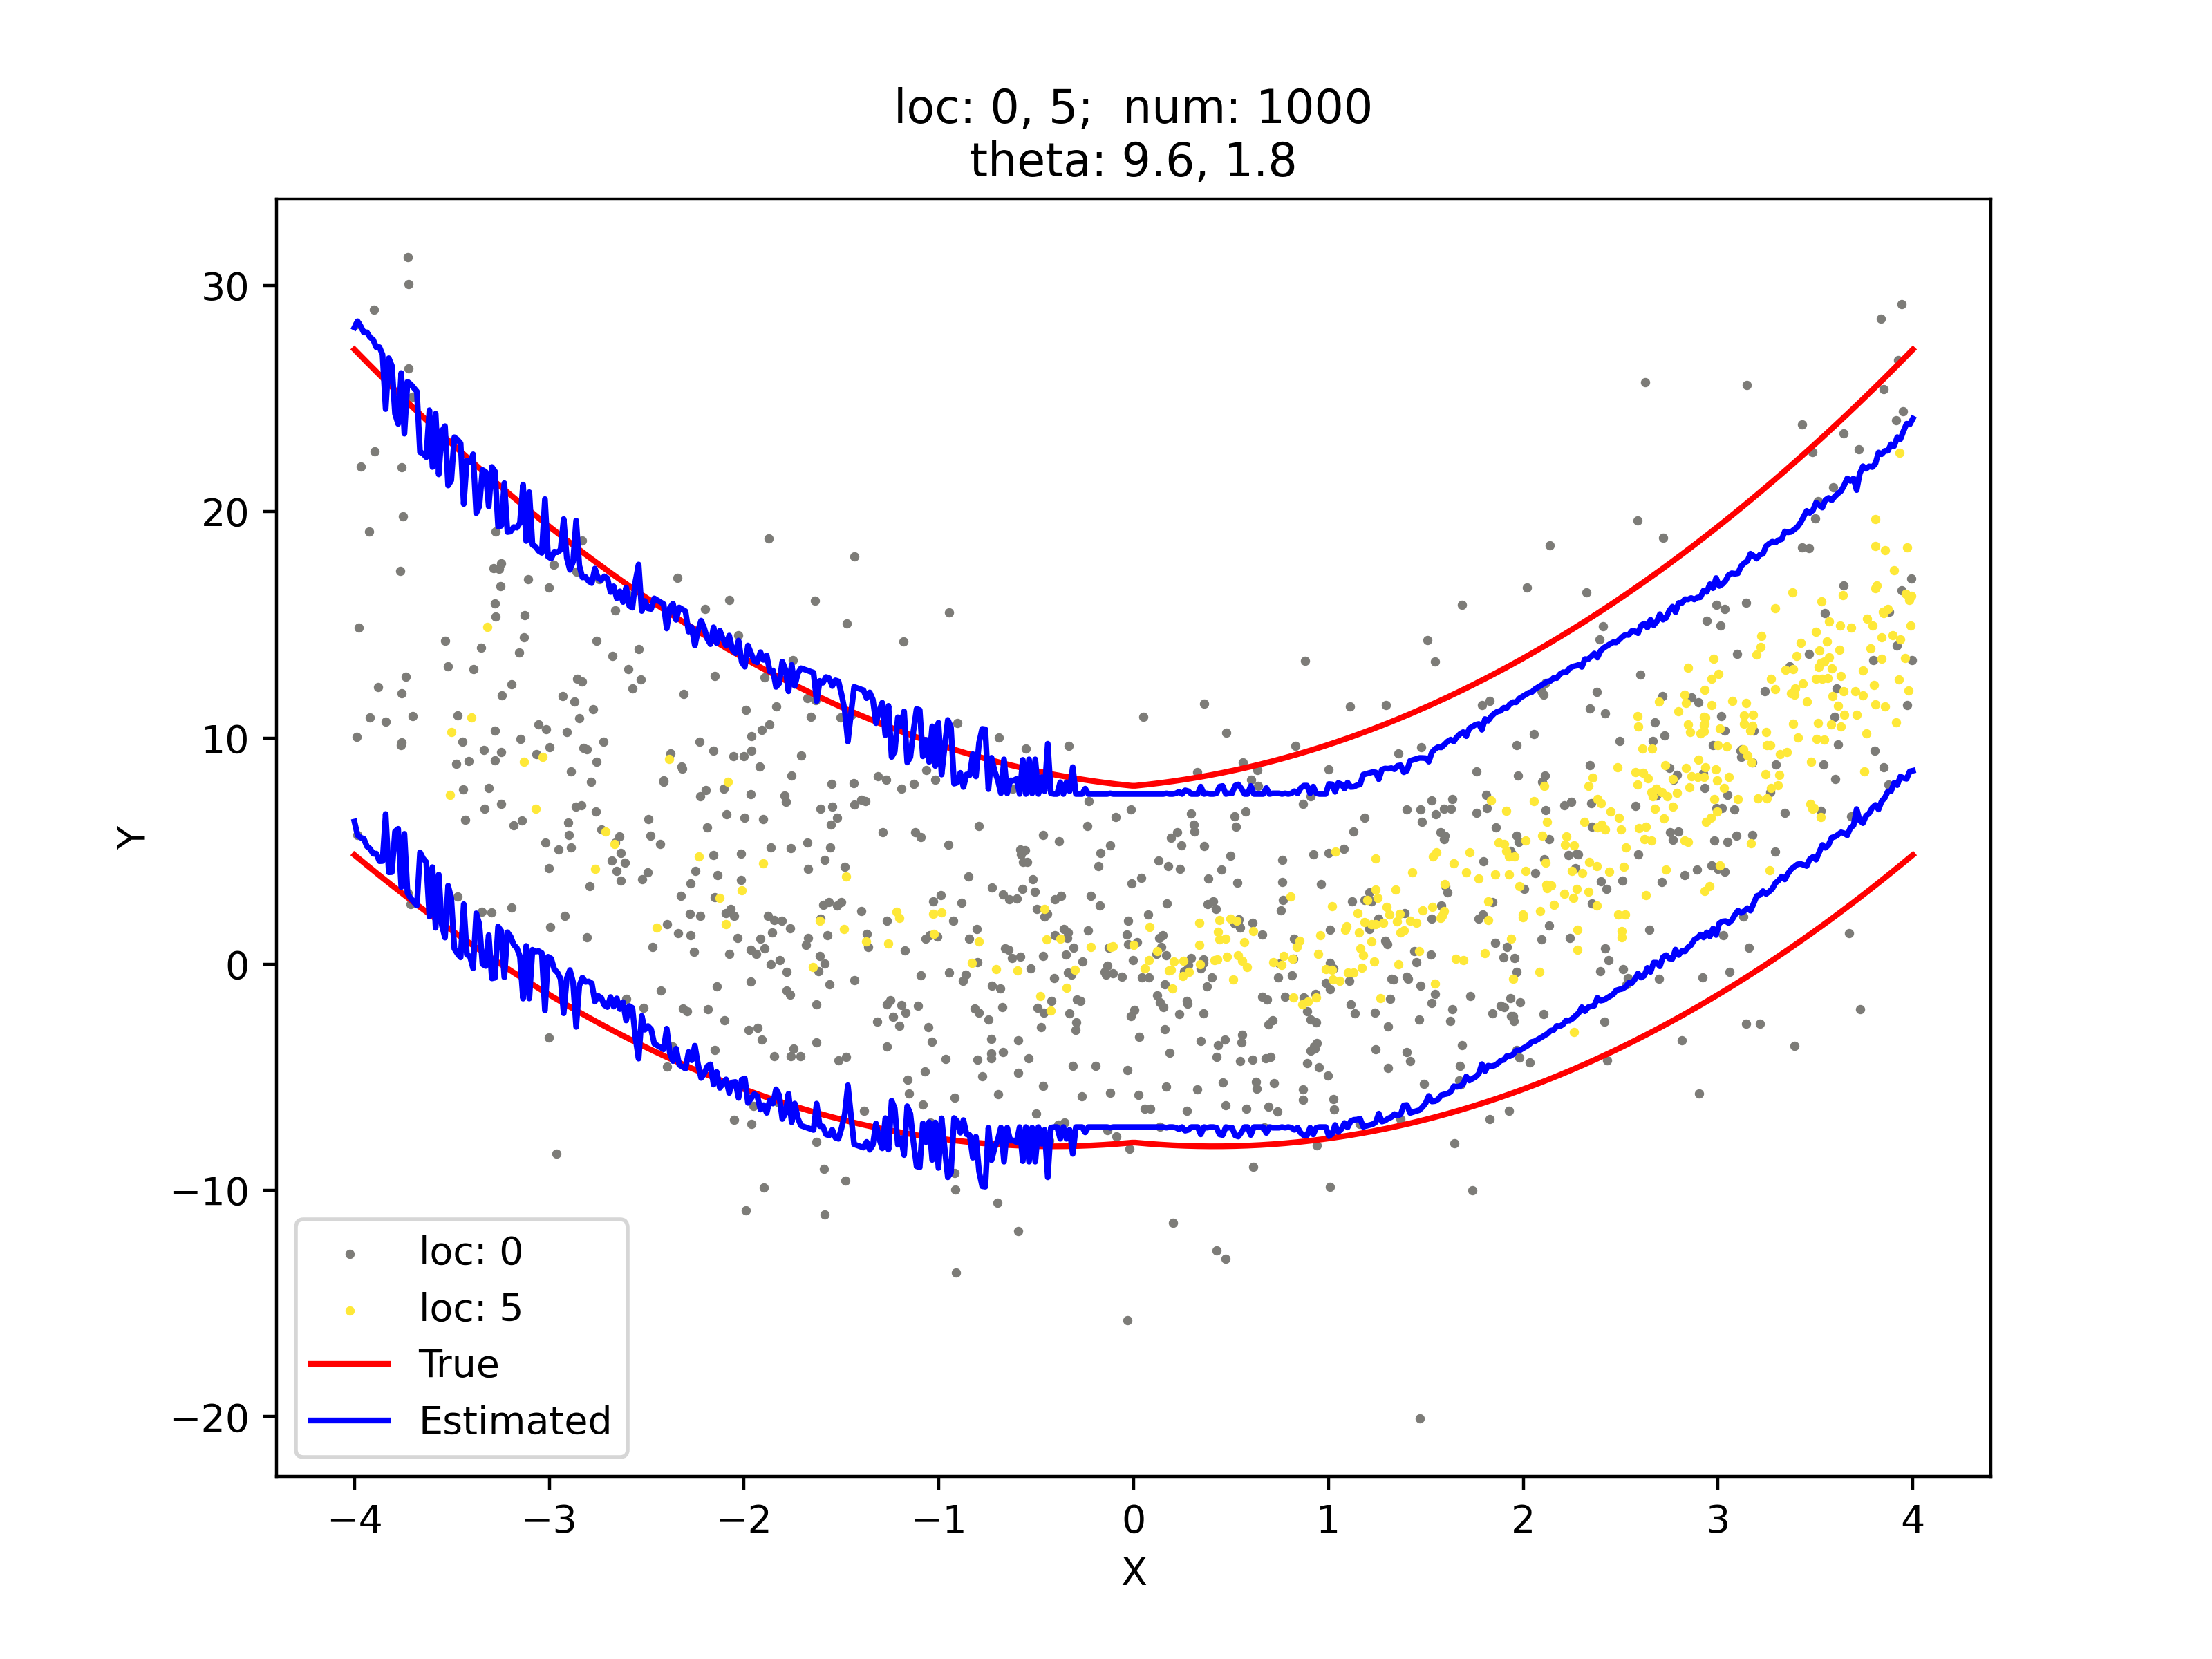 loc: 0, 5;  num: 1000
theta: 9.6, 1.8
30
20
10
0
−10
−20
Y
loc: 0
loc: 5
True
Estimated
−4
−3
−2
−1
0
1
2
3
4
X